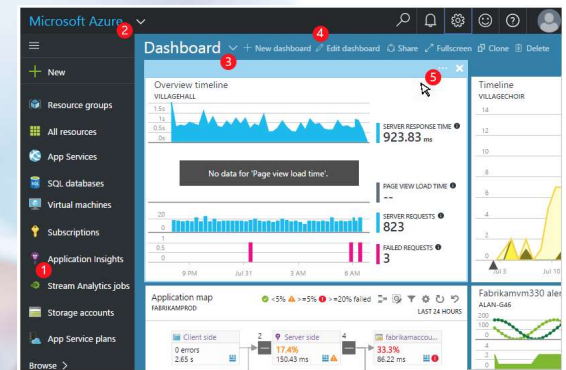 Microsoft Azure
2
4
Dashboard
+ New dashboard
Edit dashboard
Share
Fullscreen
Clone
Delete
3
New
Resource groups
All resources
App Services
SQL databases
Virtual machines
Subscriptions
Application Insights
1
Stream Analytics jobs
Storage accounts
App Service plans
Browse >
5
Overview timeline
VILLAGEHALL
1.5s
1s
0.5s
0s
SERVER RESPONSE TIME
923.83 ms
No data for 'Page view load time'.
PAGE VIEW LOAD TIME
--
20
0
SERVER REQUESTS
823
1
0.5
0
FAILED REQUESTS
3
9 PM
Jul 31
3 AM
6 AM
Timeline
VILLAGECHOIR
14
12
10
8
6
4
2
0
Jul 3
Jul 10
Application map
FABRIKAMPROD
<5%
>=5%
>=20% failed
LAST 24 HOURS
Client side
0 errors
2.65 s
2
Server side
17.4%
150.43 ms
4
fabrikamaccou...
33.3%
86.22 ms
Fabrikamvm330 aler
ALAN-G46
200
100
0
4
2
0